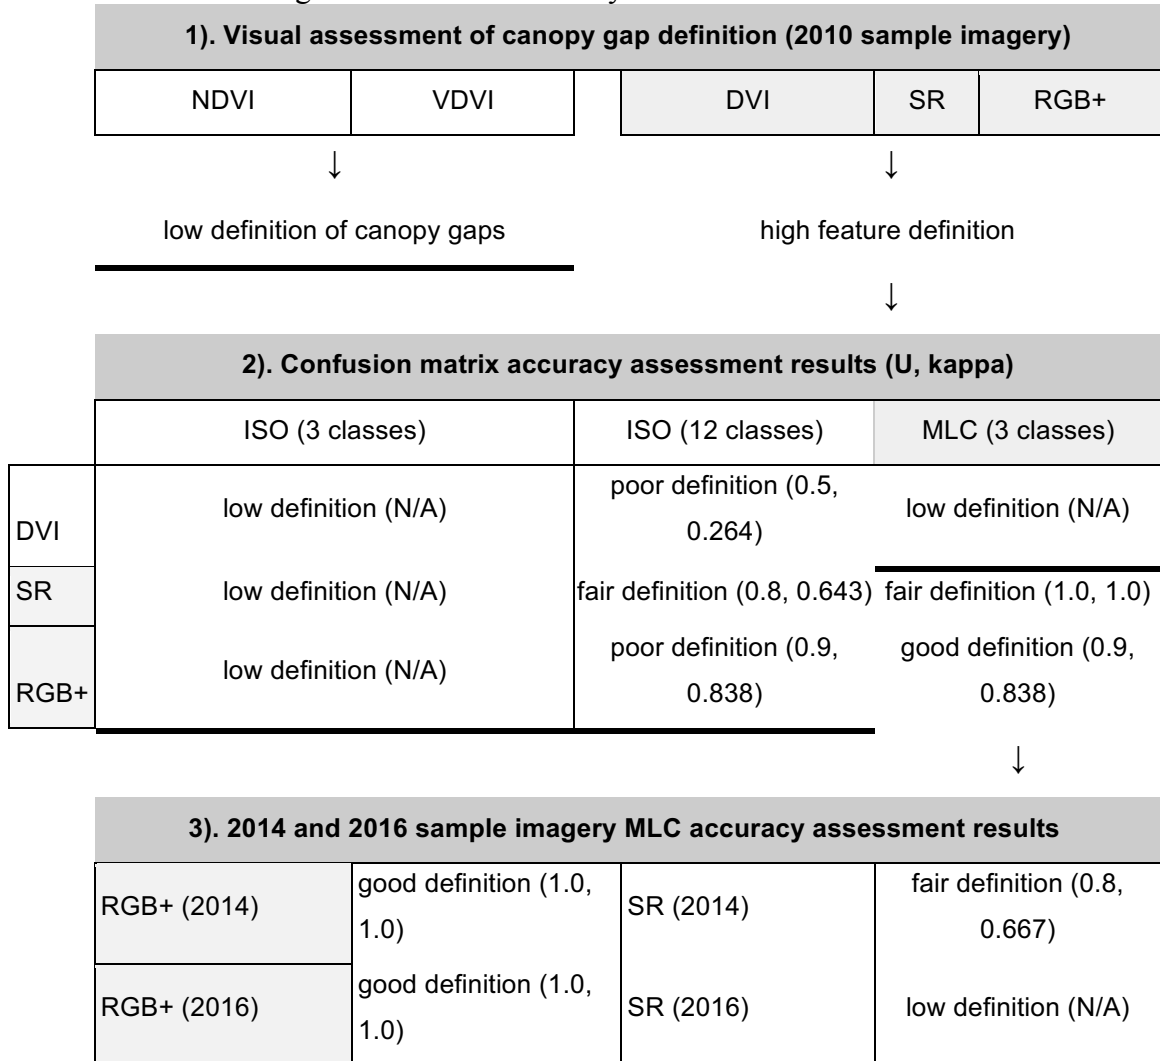 1). Visual assessment of canopy gap definition (2010 sample imagery)
NDVI VDVI DVI SR RGB+
↓ ↓
low definition of canopy gaps high feature definition
↓
2). Confusion matrix accuracy assessment results (U, kappa)
ISO (3 classes) ISO (12 classes) MLC (3 classes)
DVI low definition (N/A) poor definition (0.5, 0.264) low definition (N/A)
SR low definition (N/A) fair definition (0.8, 0.643) fair definition (1.0, 1.0)
RGB+ low definition (N/A) poor definition (0.9, 0.838) good definition (0.9, 0.838)
↓
3). 2014 and 2016 sample imagery MLC accuracy assessment results
RGB+ (2014) good definition (1.0, 1.0) SR (2014) fair definition (0.8, 0.667)
RGB+ (2016) good definition (1.0, 1.0) SR (2016) low definition (N/A)